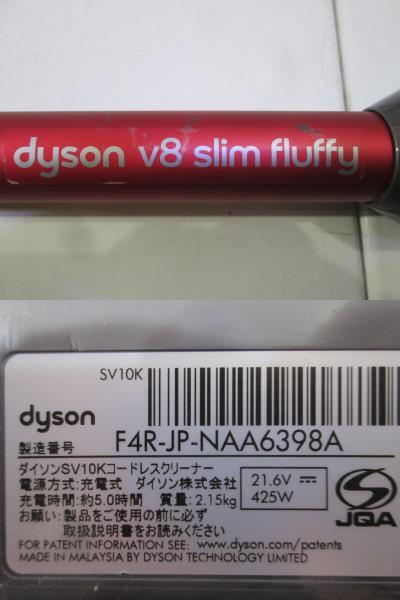 dyson v8 slim fluffy
SV10K
dyson
製造番号 F4R-JP-NAA6398A
ダイソンSV10Kコードレスクリーナー
電源方式:充電式 ダイソン株式会社
充電時間:約5.0時間 質量:2.15kg
21.6V
425W
お願い:製品をご使用の前に必ず
取扱説明書をお読みください
JQA
FOR PATENT INFORMATION SEE: www.dyson.com/patents
MADE IN MALAYSIA BY DYSON TECHNOLOGY LIMITED